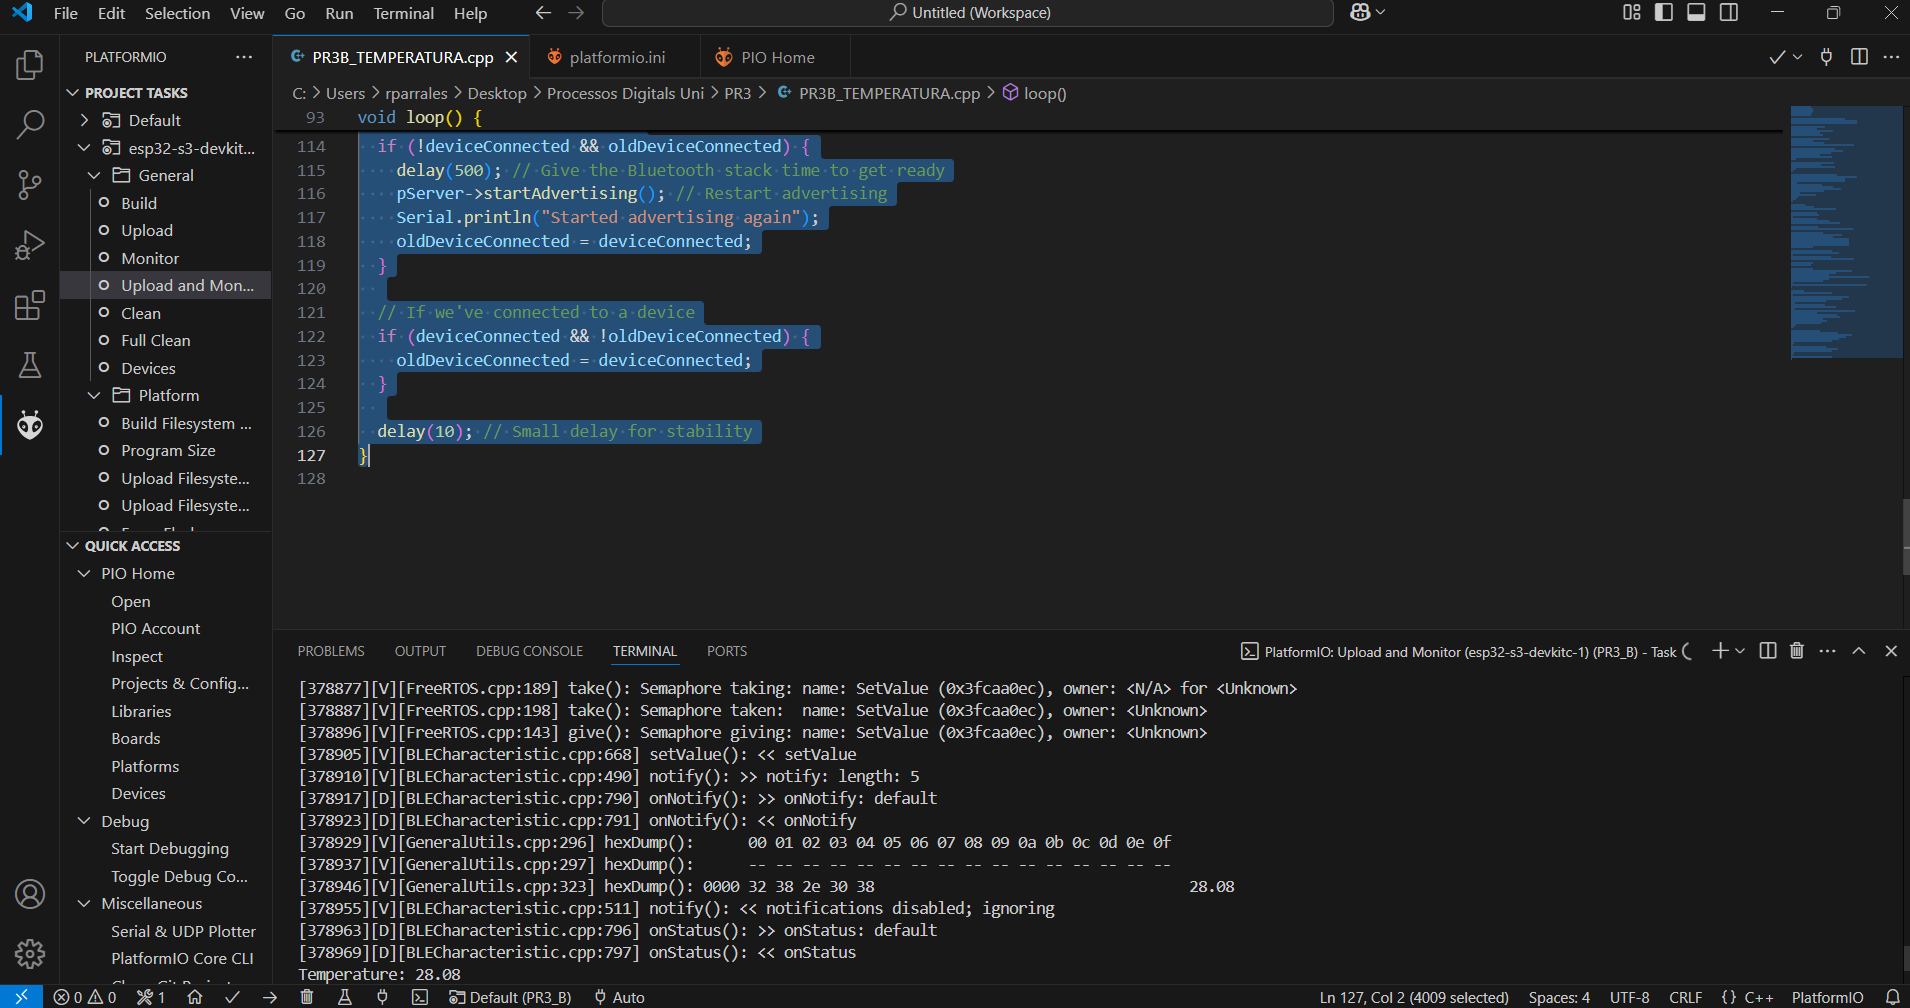 File Edit Selection View Go Run Terminal Help
Untitled (Workspace)
PLATFORMIO
PROJECT TASKS
Default
esp32-s3-devkit...
General
Build
Upload
Monitor
Upload and Mon...
Clean
Full Clean
Devices
Platform
Build Filesystem ...
Program Size
Upload Filesyste...
Upload Filesyste...
QUICK ACCESS
PIO Home
Open
PIO Account
Inspect
Projects & Config...
Libraries
Boards
Platforms
Devices
Debug
Start Debugging
Toggle Debug Co...
Miscellaneous
Serial & UDP Plotter
PlatformIO Core CLI
PR3B_TEMPERATURA.cpp platformio.ini PIO Home
C: > Users > rparrales > Desktop > Processos Digitals Uni > PR3 > PR3B_TEMPERATURA.cpp > loop()
93 void loop() {
114 if (!deviceConnected && oldDeviceConnected) {
115 delay(500); // Give the Bluetooth stack time to get ready
116 pServer->startAdvertising(); // Restart advertising
117 Serial.println("Started advertising again");
118 oldDeviceConnected = deviceConnected;
119 }
120
121 // If we've connected to a device
122 if (deviceConnected && !oldDeviceConnected) {
123 oldDeviceConnected = deviceConnected;
124 }
125
126 delay(10); // Small delay for stability
127 }
128
PROBLEMS OUTPUT DEBUG CONSOLE TERMINAL PORTS
PlatformIO: Upload and Monitor (esp32-s3-devkitc-1) (PR3_B) - Task
[378877][V][FreeRTOS.cpp:189] take(): Semaphore taking: name: SetValue (0x3fcaa0ec), owner: <N/A> for <Unknown>
[378887][V][FreeRTOS.cpp:198] take(): Semaphore taken:  name: SetValue (0x3fcaa0ec), owner: <Unknown>
[378896][V][FreeRTOS.cpp:143] give(): Semaphore giving: name: SetValue (0x3fcaa0ec), owner: <Unknown>
[378905][V][BLECharacteristic.cpp:668] setValue(): << setValue
[378910][V][BLECharacteristic.cpp:490] notify(): >> notify: length: 5
[378917][D][BLECharacteristic.cpp:790] onNotify(): >> onNotify: default
[378923][D][BLECharacteristic.cpp:791] onNotify(): << onNotify
[378929][V][GeneralUtils.cpp:296] hexDump():      00 01 02 03 04 05 06 07 08 09 0a 0b 0c 0d 0e 0f
[378937][V][GeneralUtils.cpp:297] hexDump():      -- -- -- -- -- -- -- -- -- -- -- -- -- -- -- --
[378946][V][GeneralUtils.cpp:323] hexDump(): 0000 32 38 2e 30 38                                   28.08
[378955][V][BLECharacteristic.cpp:511] notify(): << notifications disabled; ignoring
[378963][D][BLECharacteristic.cpp:796] onStatus(): >> onStatus: default
[378969][D][BLECharacteristic.cpp:797] onStatus(): << onStatus
Temperature: 28.08
0 0 1 Default (PR3_B) Auto Ln 127, Col 2 (4009 selected) Spaces: 4 UTF-8 CRLF {} C++ PlatformIO